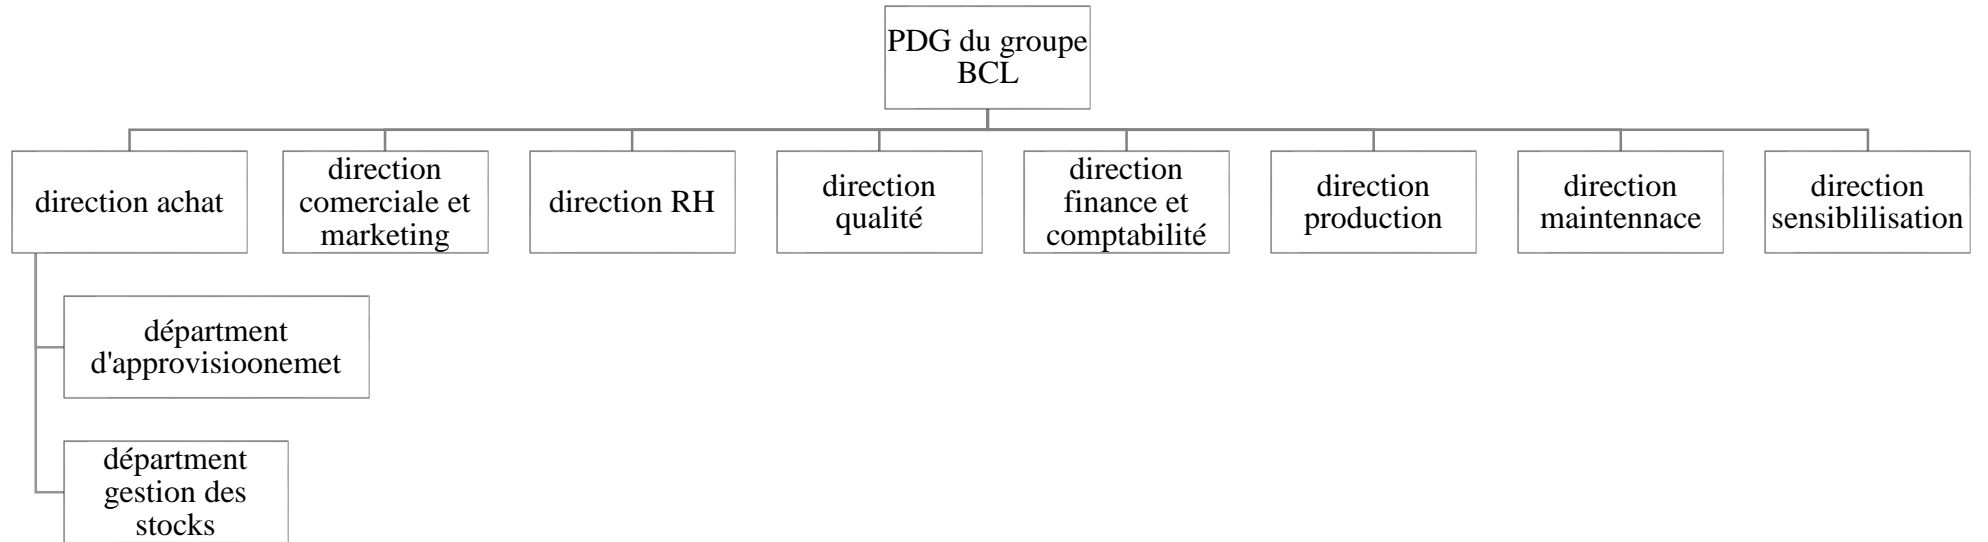 PDG du groupe
BCL
direction achat
direction
comerciale et
marketing
direction RH
direction
qualité
direction
finance et
comptabilité
direction
production
direction
maintennace
direction
sensiblilisation
départment
d'approvisioonemet
départment
gestion des
stocks